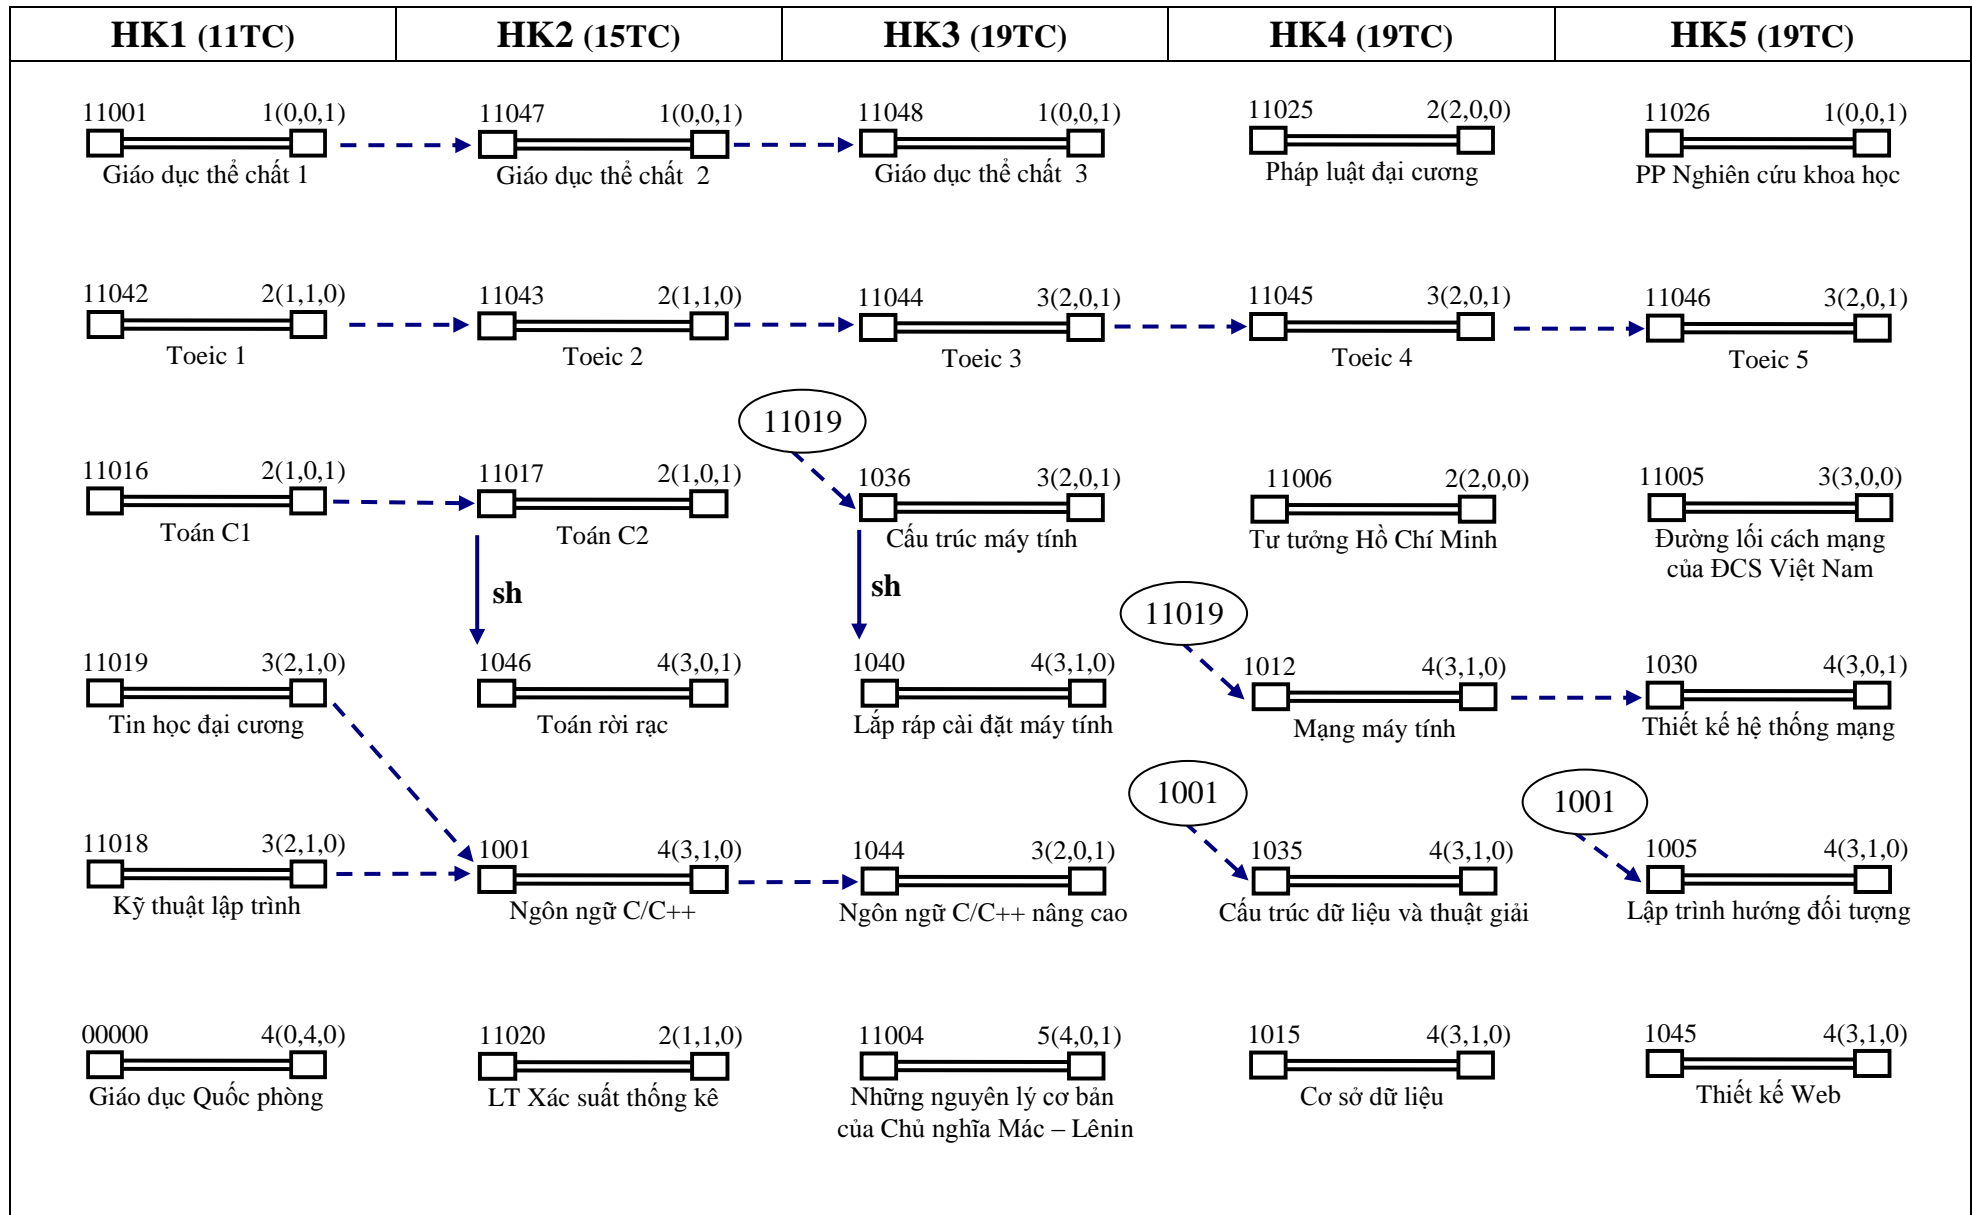 HK1 (11TC) HK2 (15TC) HK3 (19TC) HK4 (19TC) HK5 (19TC)
11001 1(0,0,1) 11047 1(0,0,1) 11048 1(0,0,1) 11025 2(2,0,0) 11026 1(0,0,1)
Giáo dục thể chất 1 Giáo dục thể chất 2 Giáo dục thể chất 3 Pháp luật đại cương PP Nghiên cứu khoa học
11042 2(1,1,0) 11043 2(1,1,0) 11044 3(2,0,1) 11045 3(2,0,1) 11046 3(2,0,1)
Toeic 1 Toeic 2 Toeic 3 Toeic 4 Toeic 5
11019
11016 2(1,0,1) 11017 2(1,0,1) 1036 3(2,0,1) 11006 2(2,0,0) 11005 3(3,0,0)
Toán C1 Toán C2 Cấu trúc máy tính Tư tưởng Hồ Chí Minh Đường lối cách mạng
của ĐCS Việt Nam
sh sh
11019
11019 3(2,1,0) 1046 4(3,0,1) 1040 4(3,1,0) 1012 4(3,1,0) 1030 4(3,0,1)
Tin học đại cương Toán rời rạc Lắp ráp cài đặt máy tính Mạng máy tính Thiết kế hệ thống mạng
1001 1001
11018 3(2,1,0) 1001 4(3,1,0) 1044 3(2,0,1) 1035 4(3,1,0) 1005 4(3,1,0)
Kỹ thuật lập trình Ngôn ngữ C/C++ Ngôn ngữ C/C++ nâng cao Cấu trúc dữ liệu và thuật giải Lập trình hướng đối tượng
00000 4(0,4,0) 11020 2(1,1,0) 11004 5(4,0,1) 1015 4(3,1,0) 1045 4(3,1,0)
Giáo dục Quốc phòng LT Xác suất thống kê Những nguyên lý cơ bản Cơ sở dữ liệu Thiết kế Web
của Chủ nghĩa Mác – Lênin